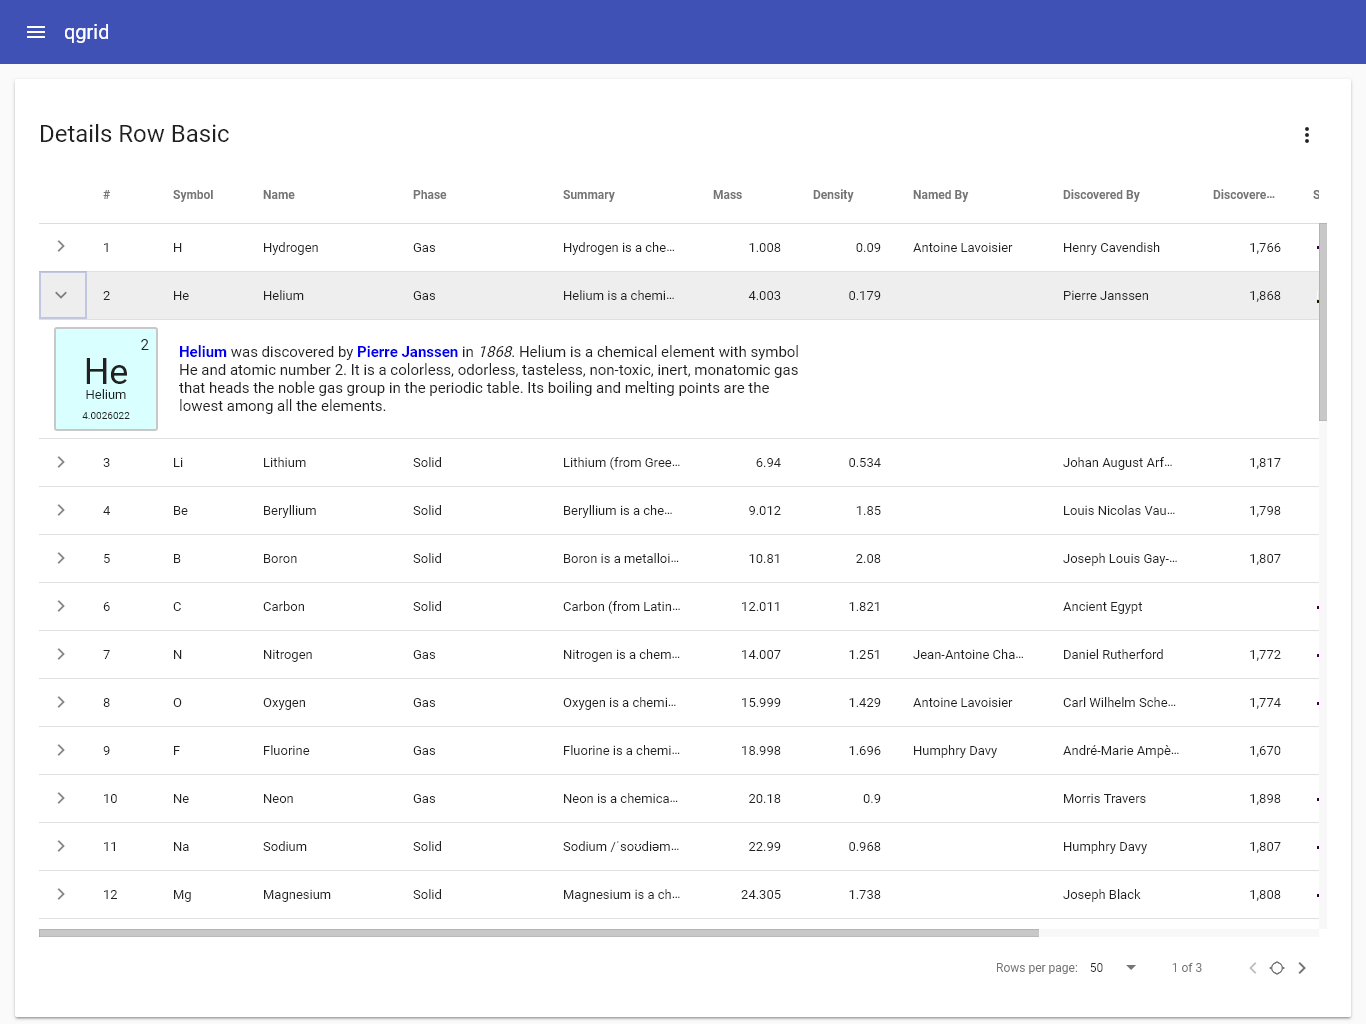 qgrid
Details Row Basic
# Symbol Name Phase Summary Mass Density Named By Discovered By Discovere... S
1 H Hydrogen Gas Hydrogen is a che... 1.008 0.09 Antoine Lavoisier Henry Cavendish 1,766
2 He Helium Gas Helium is a chemi... 4.003 0.179 Pierre Janssen 1,868
2
He
Helium
4.0026022
Helium was discovered by Pierre Janssen in 1868. Helium is a chemical element with symbol
He and atomic number 2. It is a colorless, odorless, tasteless, non-toxic, inert, monatomic gas
that heads the noble gas group in the periodic table. Its boiling and melting points are the
lowest among all the elements.
3 Li Lithium Solid Lithium (from Gree... 6.94 0.534 Johan August Arf... 1,817
4 Be Beryllium Solid Beryllium is a che... 9.012 1.85 Louis Nicolas Vau... 1,798
5 B Boron Solid Boron is a metalloi... 10.81 2.08 Joseph Louis Gay-... 1,807
6 C Carbon Solid Carbon (from Latin... 12.011 1.821 Ancient Egypt
7 N Nitrogen Gas Nitrogen is a chem... 14.007 1.251 Jean-Antoine Cha... Daniel Rutherford 1,772
8 O Oxygen Gas Oxygen is a chemi... 15.999 1.429 Antoine Lavoisier Carl Wilhelm Sche... 1,774
9 F Fluorine Gas Fluorine is a chemi... 18.998 1.696 Humphry Davy André-Marie Ampè... 1,670
10 Ne Neon Gas Neon is a chemica... 20.18 0.9 Morris Travers 1,898
11 Na Sodium Solid Sodium /ˈsoʊdiəm... 22.99 0.968 Humphry Davy 1,807
12 Mg Magnesium Solid Magnesium is a ch... 24.305 1.738 Joseph Black 1,808
Rows per page: 50 1 of 3